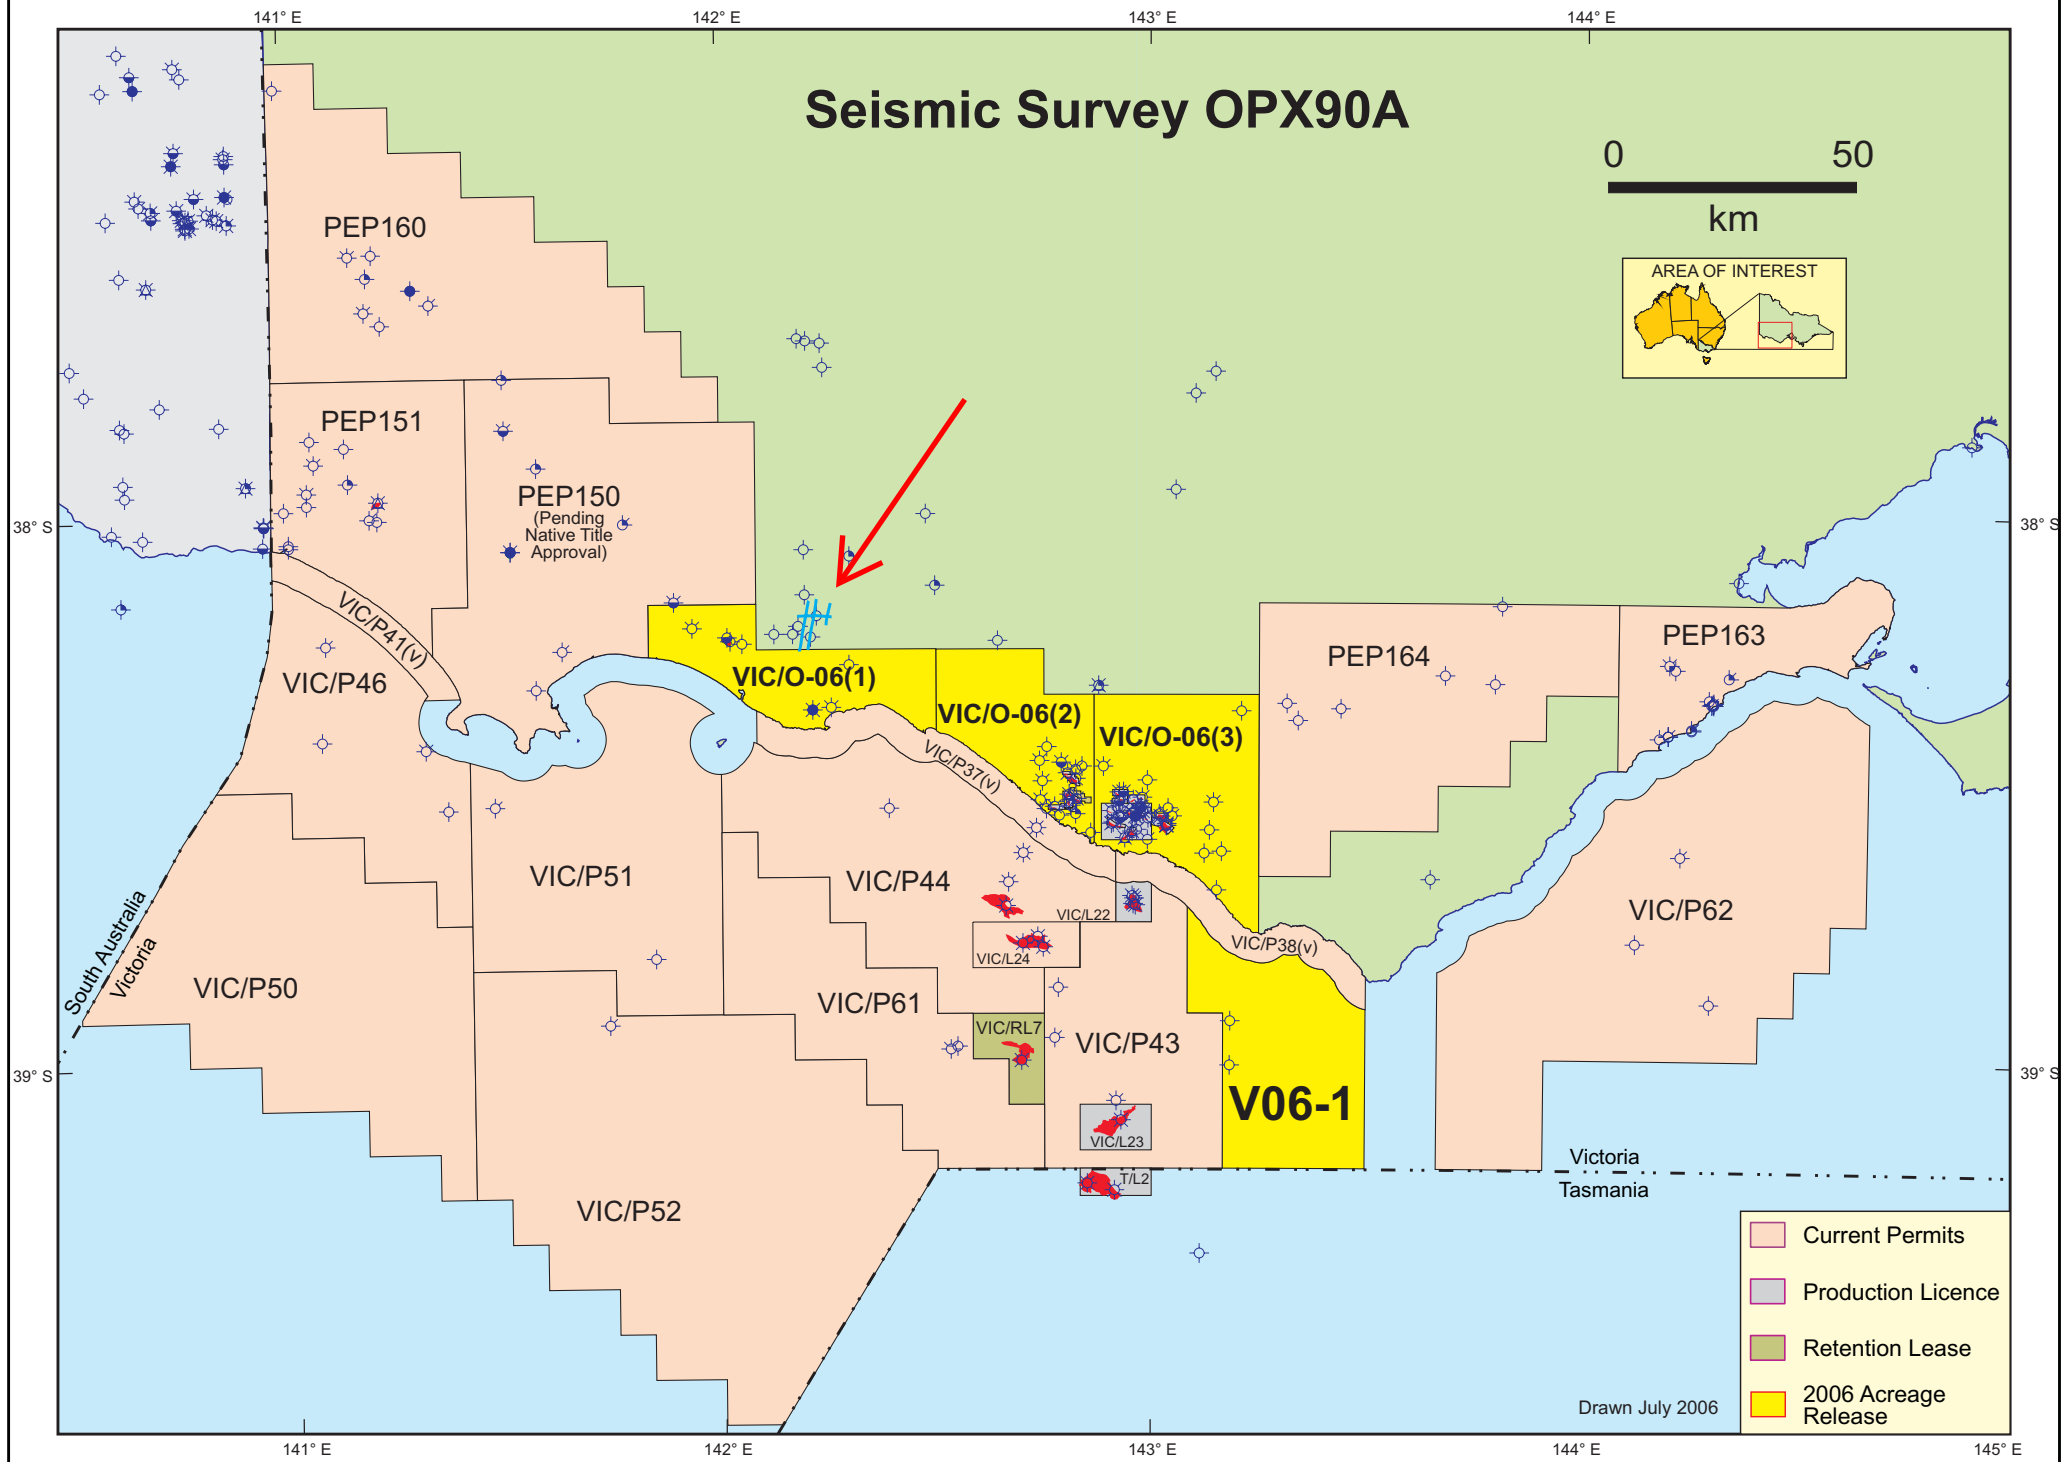 141° E
142° E
143° E
144° E
Seismic Survey OPX90A
0
50
km
AREA OF INTEREST
PEP160
PEP151
PEP150
(Pending
Native Title
Approval)
38° S
38° S
VIC/P41(v)
VIC/P46
VIC/O-06(1)
VIC/O-06(2)
VIC/O-06(3)
PEP164
PEP163
VIC/P37(v)
VIC/P51
VIC/P44
VIC/L22
VIC/P62
VIC/P38(v)
VIC/L24
South Australia
Victoria
VIC/P50
VIC/P61
VIC/RL7
VIC/P43
39° S
39° S
V06-1
VIC/L23
T/L2
Victoria
Tasmania
VIC/P52
Current Permits
Production Licence
Retention Lease
2006 Acreage
Release
Drawn July 2006
141° E
142° E
143° E
144° E
145° E